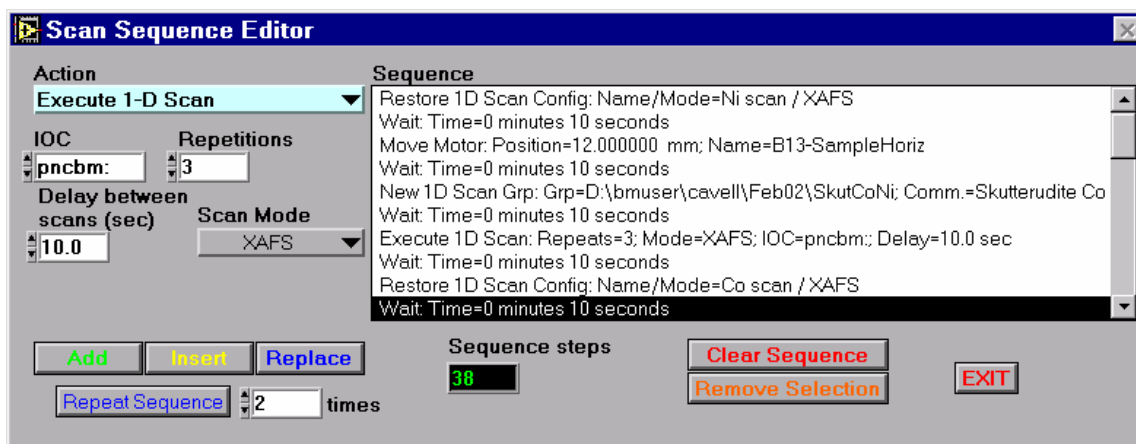 Scan Sequence Editor
Action
Execute 1-D Scan
IOC
pncbm:
Repetitions
3
Delay between
scans (sec)
10.0
Scan Mode
XAFS
Sequence
Restore 1D Scan Config: Name/Mode=Ni scan / XAFS
Wait: Time=0 minutes 10 seconds
Move Motor: Position=12.000000 mm; Name=B13-SampleHoriz
Wait: Time=0 minutes 10 seconds
New 1D Scan Grp: Grp=D:\bmuser\cavell\Feb02\SkutCoNi; Comm.=Skutterudite Co
Wait: Time=0 minutes 10 seconds
Execute 1D Scan: Repeats=3; Mode=XAFS; IOC=pncbm:; Delay=10.0 sec
Wait: Time=0 minutes 10 seconds
Restore 1D Scan Config: Name/Mode=Co scan / XAFS
Wait: Time=0 minutes 10 seconds
Add
Insert
Replace
Repeat Sequence
2
times
Sequence steps
38
Clear Sequence
Remove Selection
EXIT